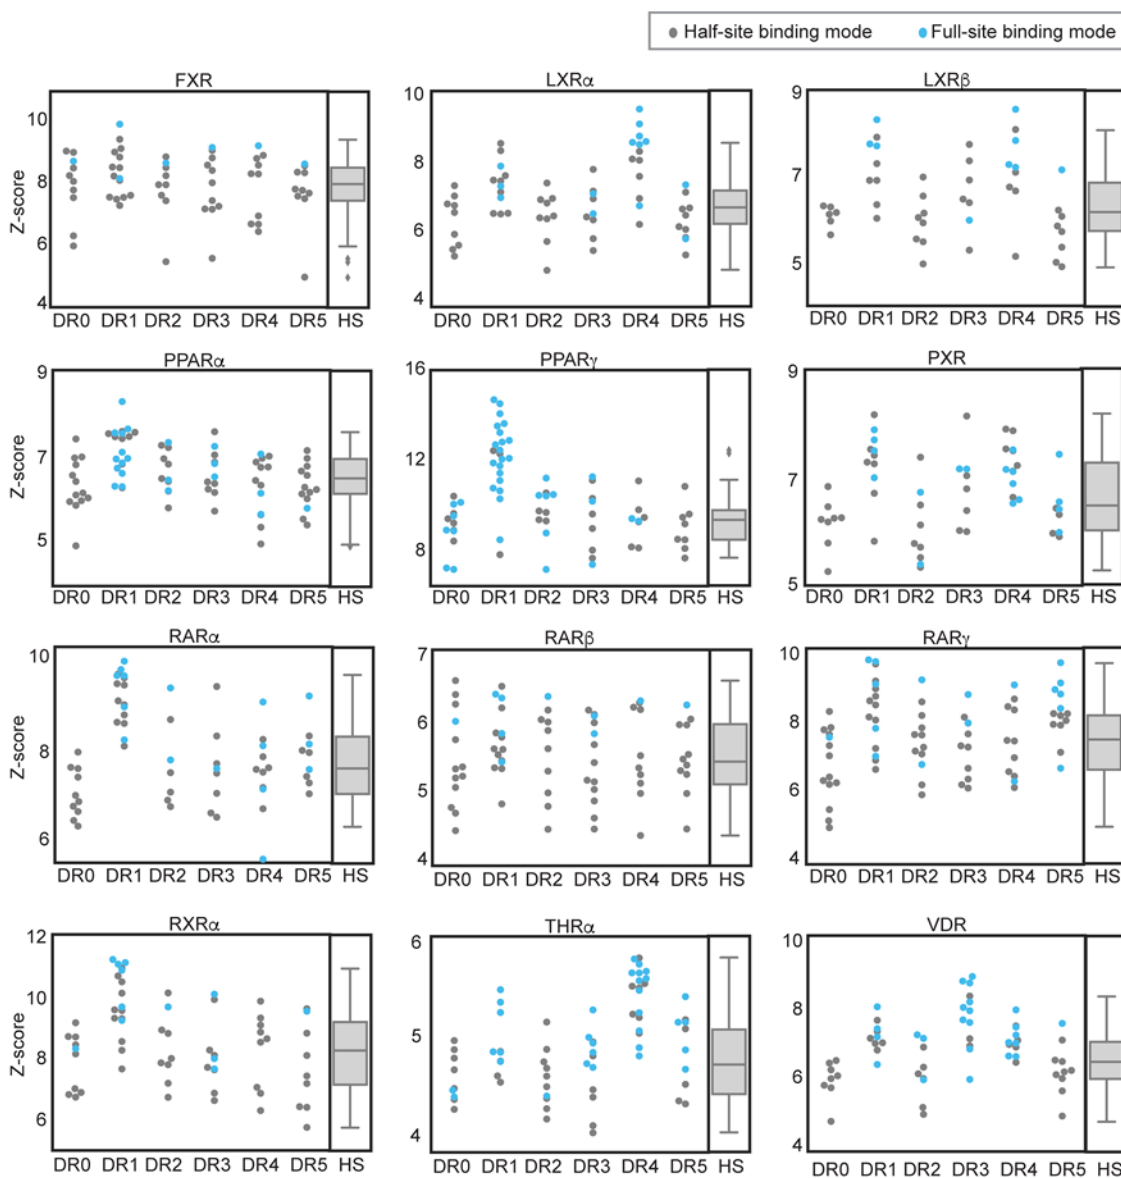 Half-site binding mode Full-site binding mode
FXR LXRα LXRβ
10 10 9
8 8 7
6 6 5
4 4
Z-score
DR0 DR1 DR2 DR3 DR4 DR5 HS DR0 DR1 DR2 DR3 DR4 DR5 HS DR0 DR1 DR2 DR3 DR4 DR5 HS
PPARα PPARγ PXR
9 16 9
7 12 7
5 8 5
Z-score
DR0 DR1 DR2 DR3 DR4 DR5 HS DR0 DR1 DR2 DR3 DR4 DR5 HS DR0 DR1 DR2 DR3 DR4 DR5 HS
RARα RARβ RARγ
10 7 10
8 6 8
6 5 6
4 4
Z-score
DR0 DR1 DR2 DR3 DR4 DR5 HS DR0 DR1 DR2 DR3 DR4 DR5 HS DR0 DR1 DR2 DR3 DR4 DR5 HS
RXRα THRα VDR
12 6 10
10 5 8
8 4 6
6 4
Z-score
DR0 DR1 DR2 DR3 DR4 DR5 HS DR0 DR1 DR2 DR3 DR4 DR5 HS DR0 DR1 DR2 DR3 DR4 DR5 HS